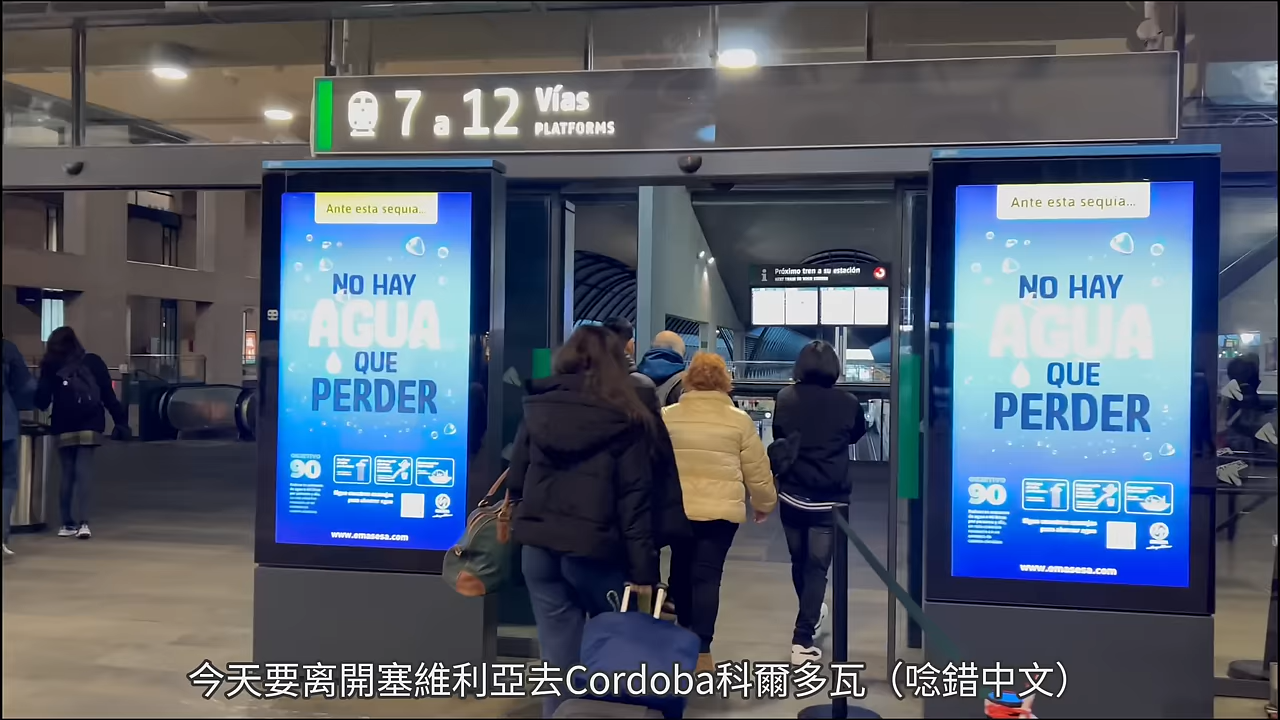 7 a 12 Vías
PLATFORMS
Ante esta sequía...
NO HAY
AGUA
QUE
PERDER
OBJETIVO
90
www.emasesa.com
Próximo tren a su estación
Ante esta sequía...
NO HAY
AGUA
QUE
PERDER
OBJETIVO
90
www.emasesa.com
今天要离開塞維利亞去Cordoba科爾多瓦（唸錯中文）